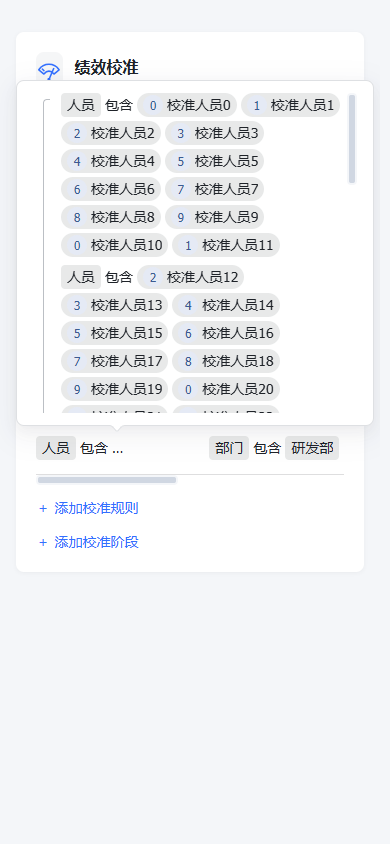 绩效校准
人员 包含 0 校准人员0 1 校准人员1
2 校准人员2 3 校准人员3
4 校准人员4 5 校准人员5
6 校准人员6 7 校准人员7
8 校准人员8 9 校准人员9
0 校准人员10 1 校准人员11
人员 包含 2 校准人员12
3 校准人员13 4 校准人员14
5 校准人员15 6 校准人员16
7 校准人员17 8 校准人员18
9 校准人员19 0 校准人员20
人员 包含 ... 部门 包含 研发部
+ 添加校准规则
+ 添加校准阶段